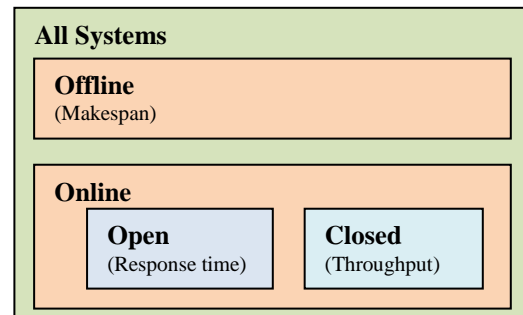 All Systems
Offline
(Makespan)
Online
Open
(Response time)
Closed
(Throughput)